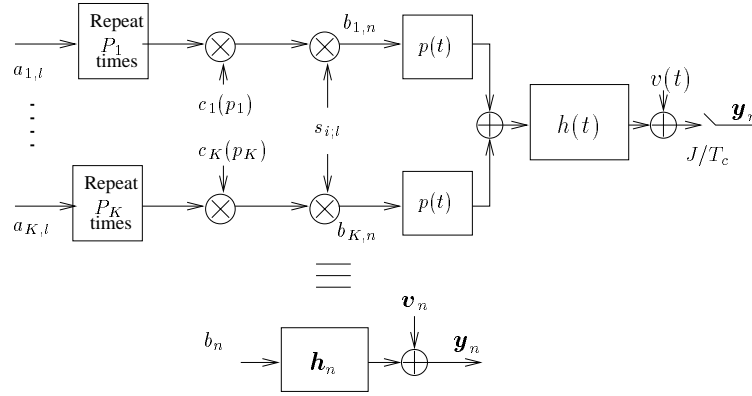 Repeat
P_1
times
a_{1,l}
c_1(p_1)
b_{1,n}
p(t)
s_{i;l}
h(t)
v(t)
y_n
J/T_c
c_K(p_K)
Repeat
P_K
times
a_{K,l}
b_{K,n}
p(t)
b_n
h_n
v_n
y_n